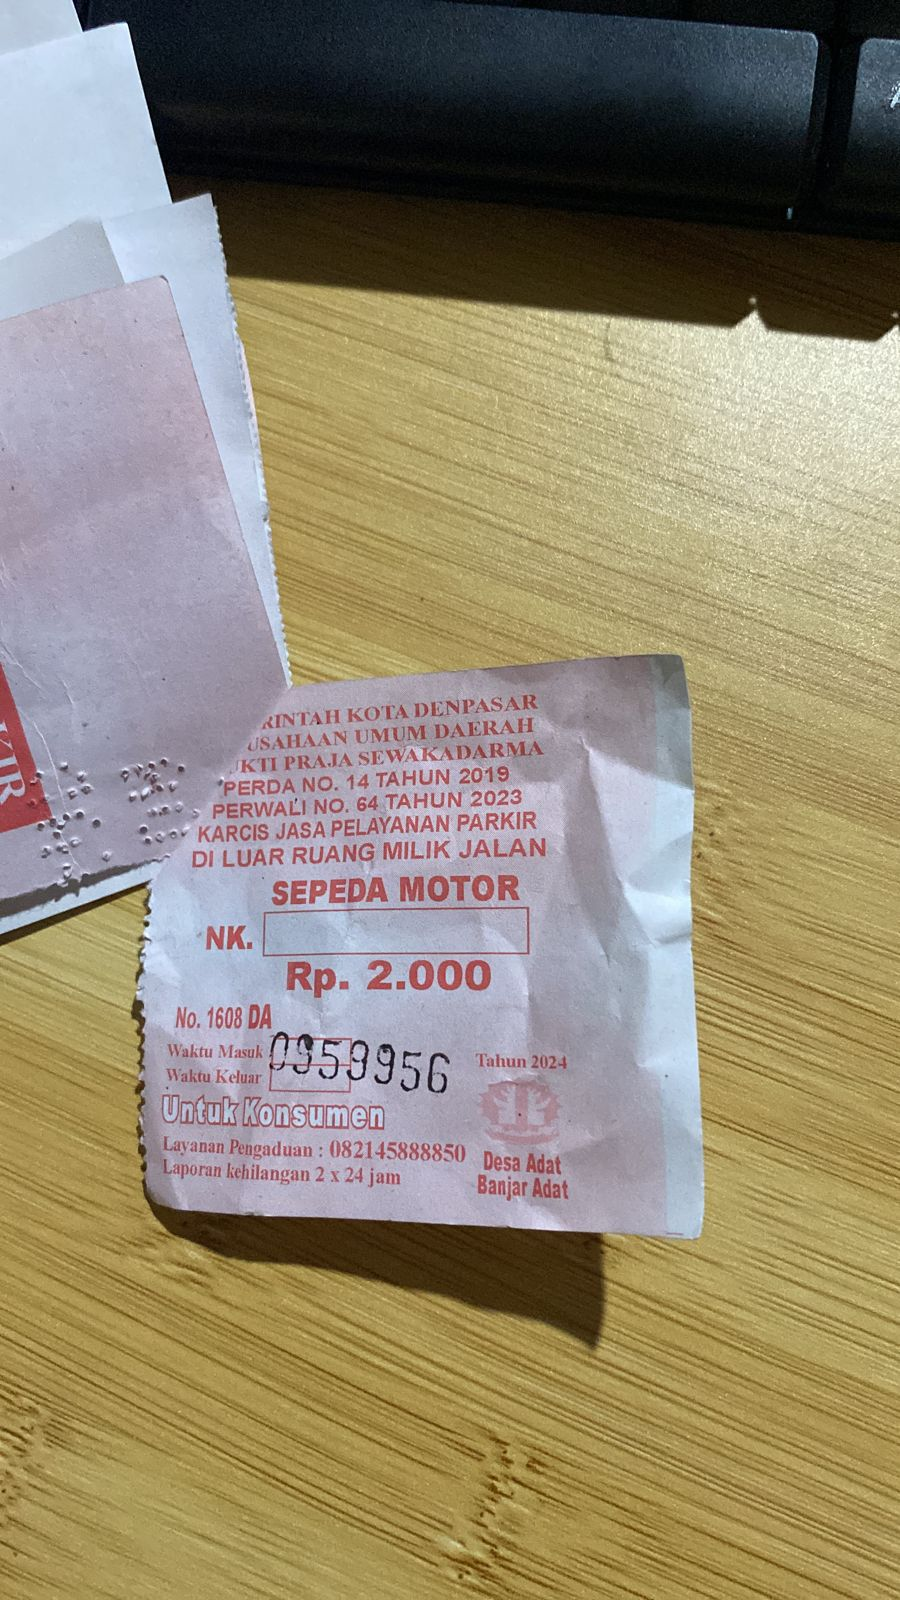 RINTAH KOTA DENPASAR
USAHAAN UMUM DAERAH
KTI PRAJA SEWAKADARMA
PERDA NO. 14 TAHUN 2019
PERWALI NO. 64 TAHUN 2023
KARCIS JASA PELAYANAN PARKIR
DI LUAR RUANG MILIK JALAN
SEPEDA MOTOR
NK.
Rp. 2.000
No. 1608 DA
Waktu Masuk
0959956
Tahun 2024
Waktu Keluar
Untuk Konsumen
Layanan Pengaduan : 082145888850
Laporan kehilangan 2 x 24 jam
Desa Adat
Banjar Adat
KIR